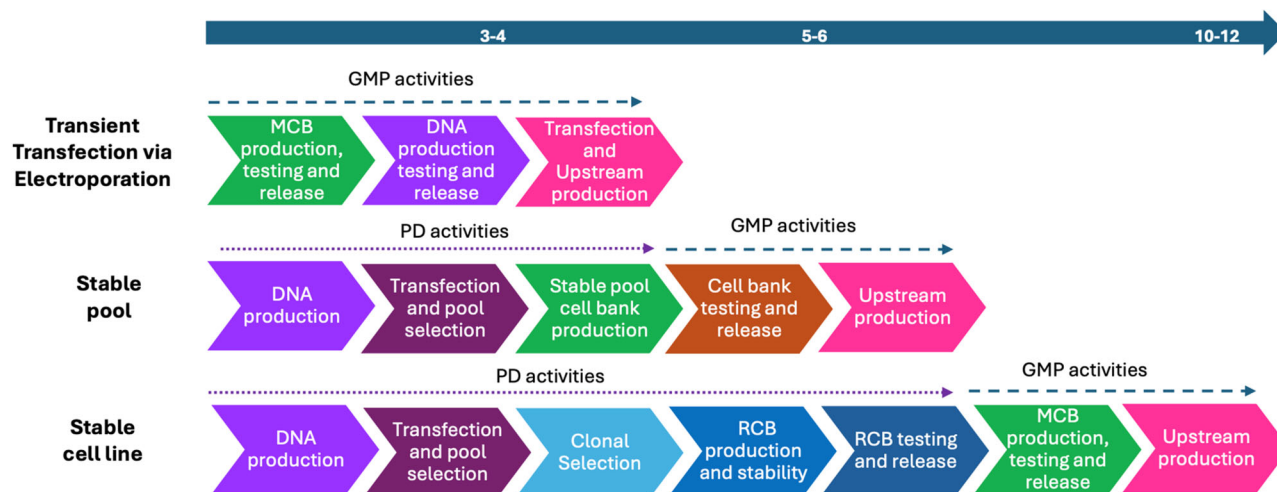 3-4
5-6
10-12
GMP activities
Transient
Transfection via
Electroporation
MCB
production,
testing and
release
DNA
production
testing and
release
Transfection
and
Upstream
production
PD activities
GMP activities
Stable
pool
DNA
production
Transfection
and pool
selection
Stable pool
cell bank
production
Cell bank
testing and
release
Upstream
production
PD activities
GMP activities
Stable
cell line
DNA
production
Transfection
and pool
selection
Clonal
Selection
RCB
production
and stability
RCB testing
and release
MCB
production,
testing and
release
Upstream
production